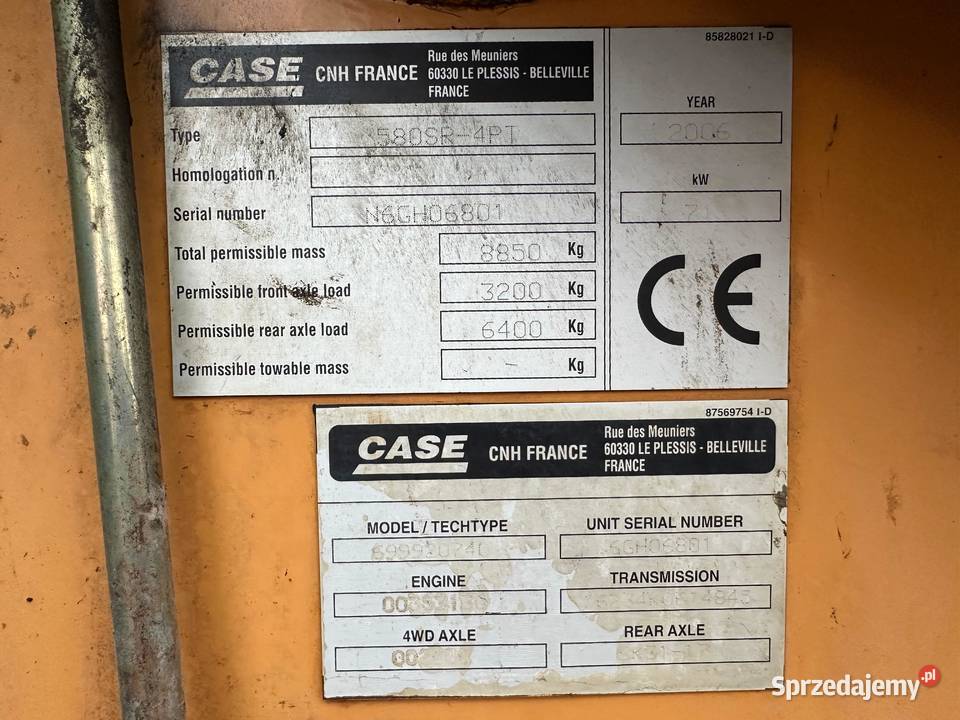 85828021 I-D
CASE CNH FRANCE
Rue des Meuniers
60330 LE PLESSIS - BELLEVILLE
FRANCE
Type 580SR-4PT
Homologation n.
Serial number N6GH06801
Total permissible mass 8850 Kg
Permissible front axle load 3200 Kg
Permissible rear axle load 6400 Kg
Permissible towable mass - Kg
YEAR
2006
kW
71
CE
87569754 I-D
CASE CNH FRANCE
Rue des Meuniers
60330 LE PLESSIS - BELLEVILLE
FRANCE
MODEL / TECHTYPE
UNIT SERIAL NUMBER
ENGINE
TRANSMISSION
4WD AXLE
REAR AXLE
Sprzedajemy.pl